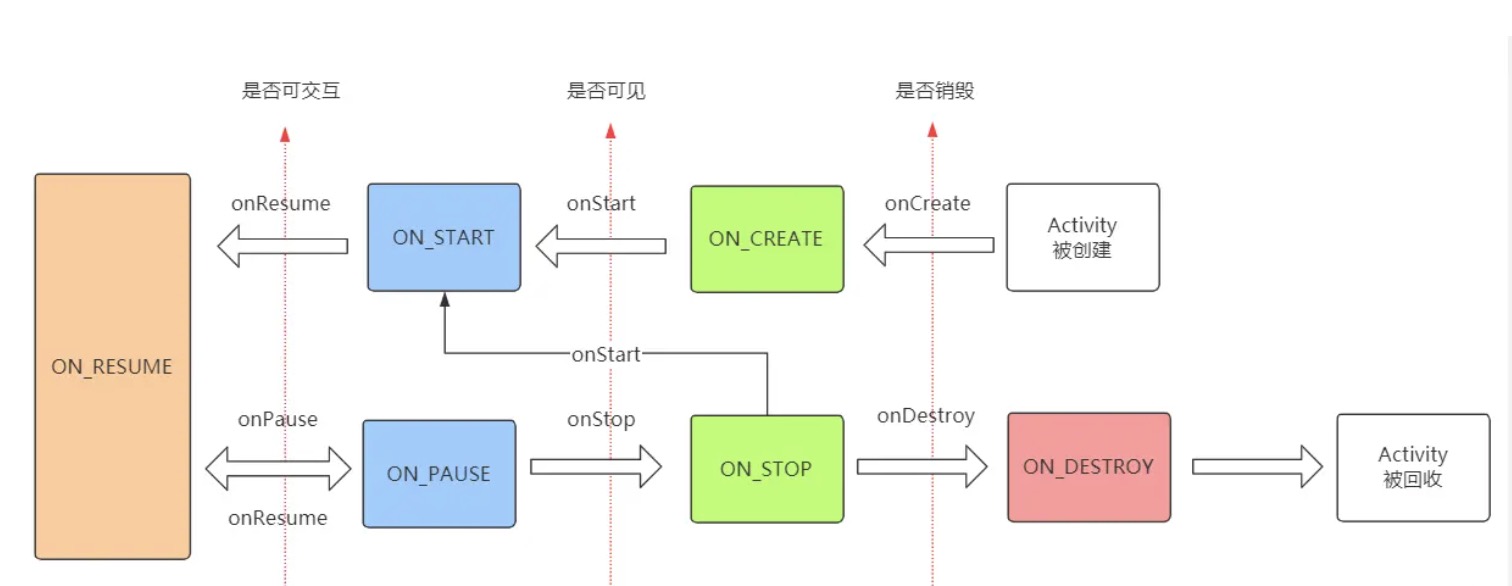 是否可交互
是否可见
是否销毁
onResume
onStart
onCreate
ON_START
ON_CREATE
Activity
被创建
onStart
ON_RESUME
onPause
onStop
onDestroy
ON_PAUSE
ON_STOP
ON_DESTROY
Activity
被回收
onResume